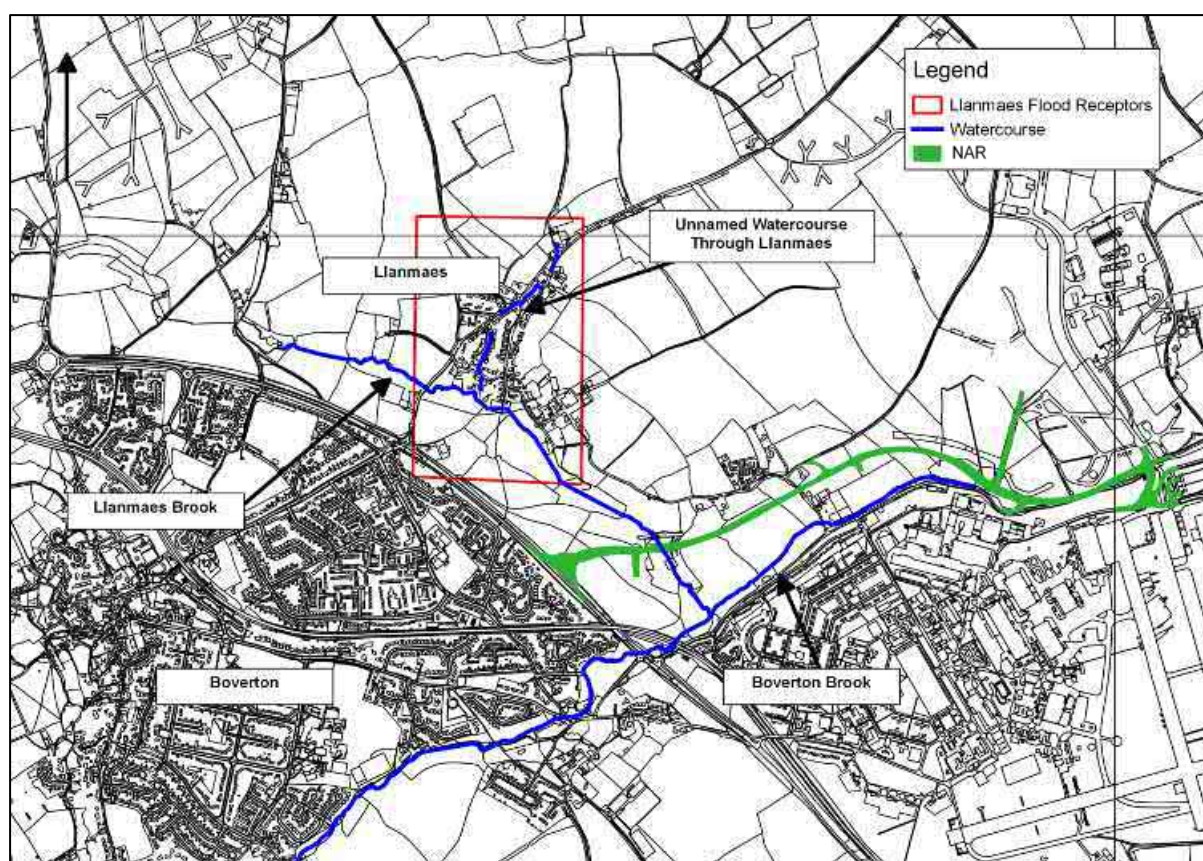 Legend
Llanmaes Flood Receptors
Watercourse
NAR
Unnamed Watercourse
Through Llanmaes
Llanmaes
Llanmaes Brook
Boverton
Boverton Brook